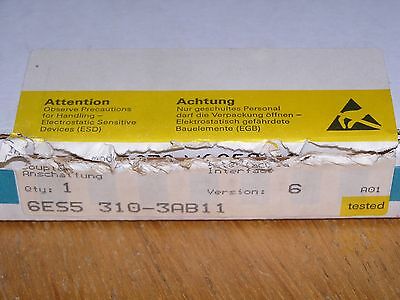 Attention
Observe Precautions
for Handling –
Electrostatic Sensitive
Devices (ESD)
Achtung
Nur geschultes Personal
darf die Verpackung öffnen –
Elektrostatisch gefährdete
Bauelemente (EGB)
Anschaltung
Interface
Qty: 1
Version: 6
A01
6ES5 310-3AB11
tested